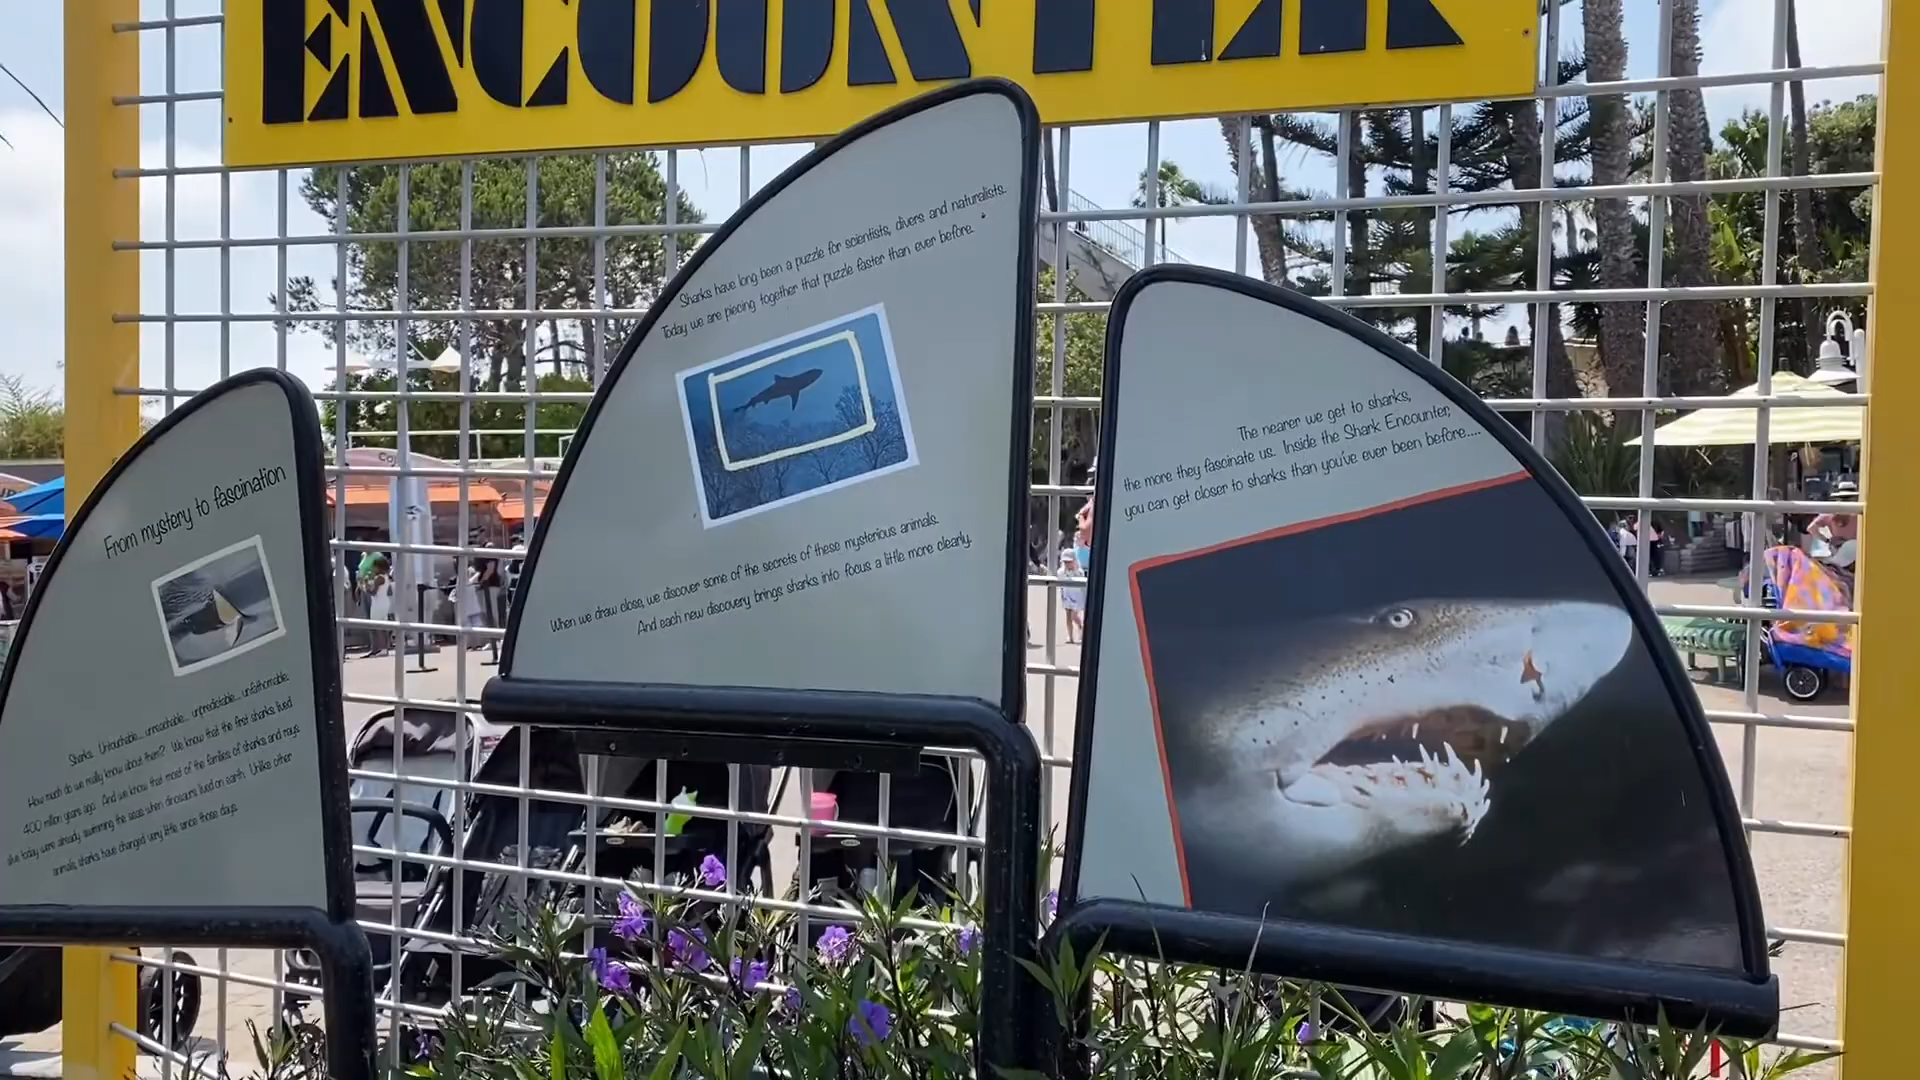 ENCOUNTER
From mystery to fascination
Sharks. Untouchable... unreachable... unpredictable... unfathomable.
How much do we really know about them? We know that the first sharks lived
400 million years ago. And we know that most of the families of sharks and rays
alive today were already swimming the seas when dinosaurs lived on earth. Unlike other
animals, sharks have changed very little since those days.
Sharks have long been a puzzle for scientists, divers and naturalists.
Today we are piecing together that puzzle faster than ever before.
When we draw close, we discover some of the secrets of these mysterious animals.
And each new discovery brings sharks into focus a little more clearly.
The nearer we get to sharks,
the more they fascinate us. Inside the Shark Encounter,
you can get closer to sharks than you've ever been before....